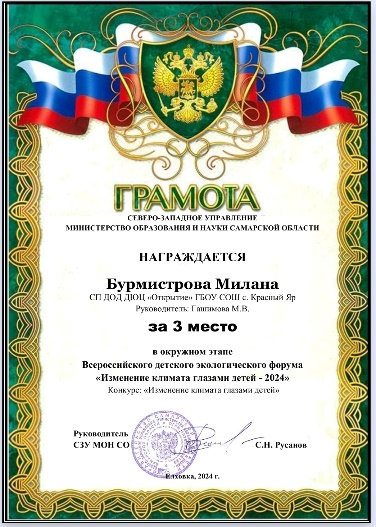 ГРАМОТА
СЕВЕРО-ЗАПАДНОЕ УПРАВЛЕНИЕ
МИНИСТЕРСТВО ОБРАЗОВАНИЯ И НАУКИ САМАРСКОЙ ОБЛАСТИ
НАГРАЖДАЕТСЯ
Бурмистрова Милана
СП ДОД ДЮЦ «Открытие» ГБОУ СОШ с. Красный Яр
Руководитель: Гашимова М.В.
за 3 место
в окружном этапе
Всероссийского детского экологического форума
«Изменение климата глазами детей - 2024»
Конкурс: «Изменение климата глазами детей»
Руководитель
СЗУ МОН СО
С.Н. Русанов
Елховка, 2024 г.